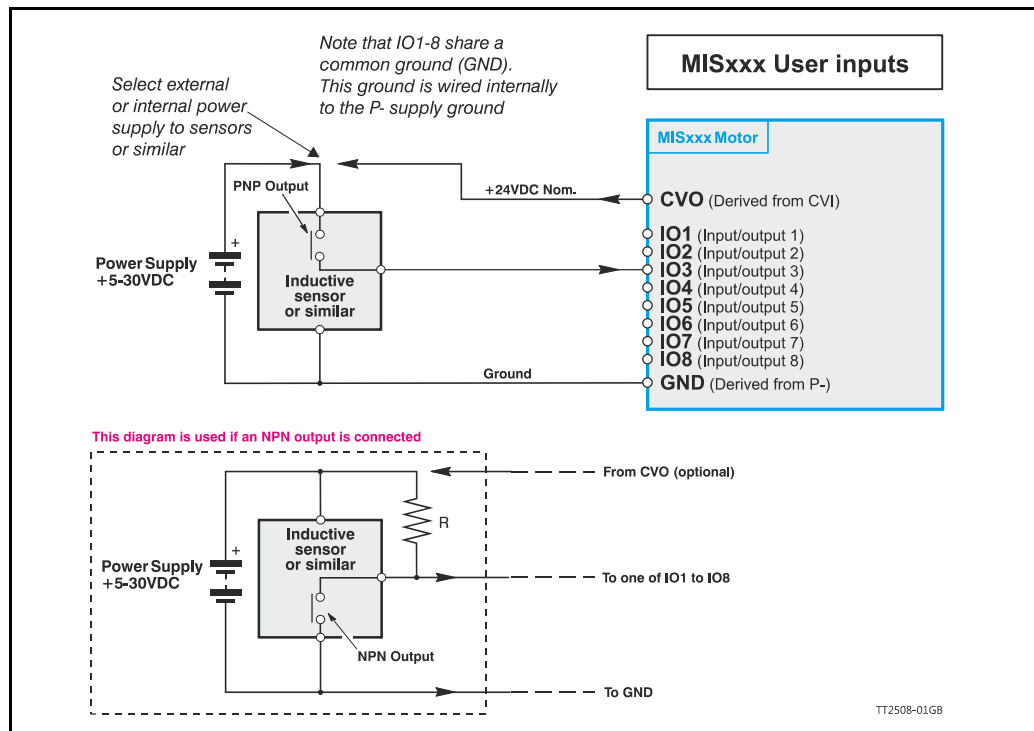 Note that IO1-8 share a
common ground (GND).
This ground is wired internally
to the P- supply ground
MISxxx User inputs
Select external
or internal power
supply to sensors
or similar
MISxxx Motor
PNP Output
+24VDC Nom.
CVO (Derived from CVI)
+
Power Supply
+5-30VDC
Inductive
sensor
or similar
IO1 (Input/output 1)
IO2 (Input/output 2)
IO3 (Input/output 3)
IO4 (Input/output 4)
IO5 (Input/output 5)
IO6 (Input/output 6)
IO7 (Input/output 7)
IO8 (Input/output 8)
Ground
GND (Derived from P-)
This diagram is used if an NPN output is connected
From CVO (optional)
R
Inductive
sensor
or similar
+
Power Supply
+5-30VDC
To one of IO1 to IO8
NPN Output
To GND
TT2508-01GB